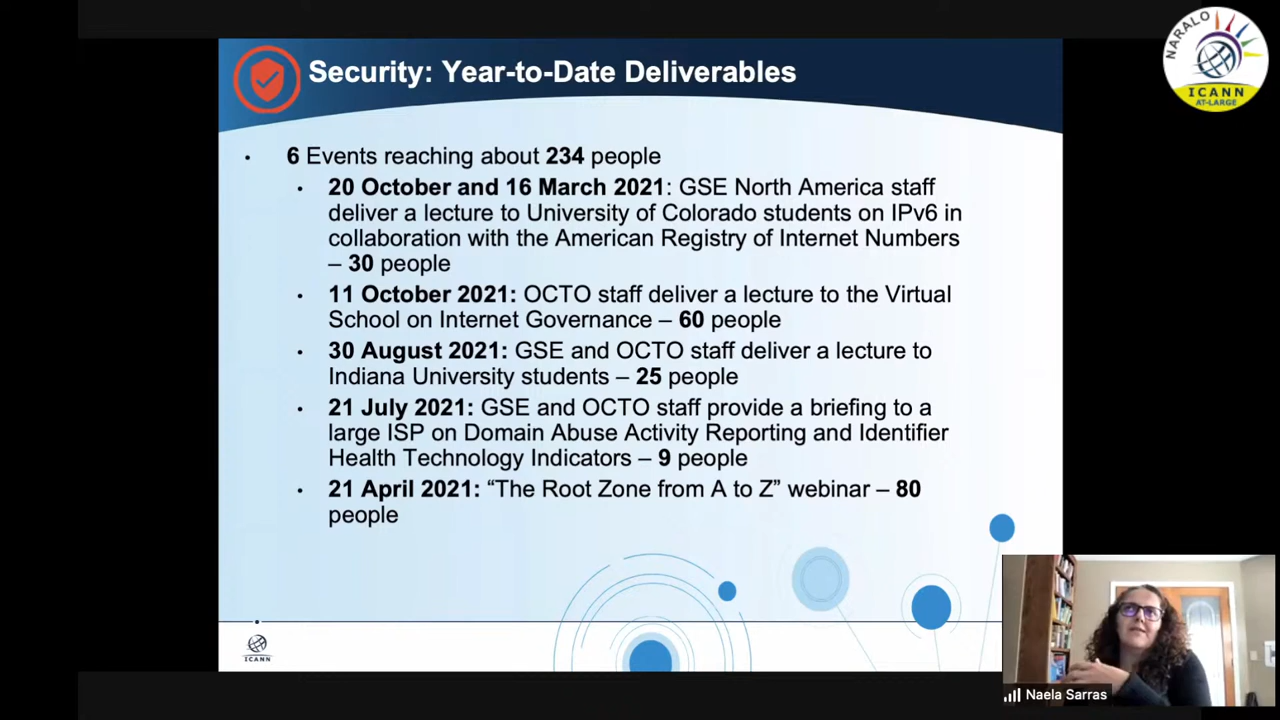 NARALO
ICANN
AT-LARGE
Security: Year-to-Date Deliverables
• 6 Events reaching about 234 people
• 20 October and 16 March 2021: GSE North America staff
deliver a lecture to University of Colorado students on IPv6 in
collaboration with the American Registry of Internet Numbers
– 30 people
• 11 October 2021: OCTO staff deliver a lecture to the Virtual
School on Internet Governance – 60 people
• 30 August 2021: GSE and OCTO staff deliver a lecture to
Indiana University students – 25 people
• 21 July 2021: GSE and OCTO staff provide a briefing to a
large ISP on Domain Abuse Activity Reporting and Identifier
Health Technology Indicators – 9 people
• 21 April 2021: “The Root Zone from A to Z” webinar – 80
people
ICANN
Naela Sarras